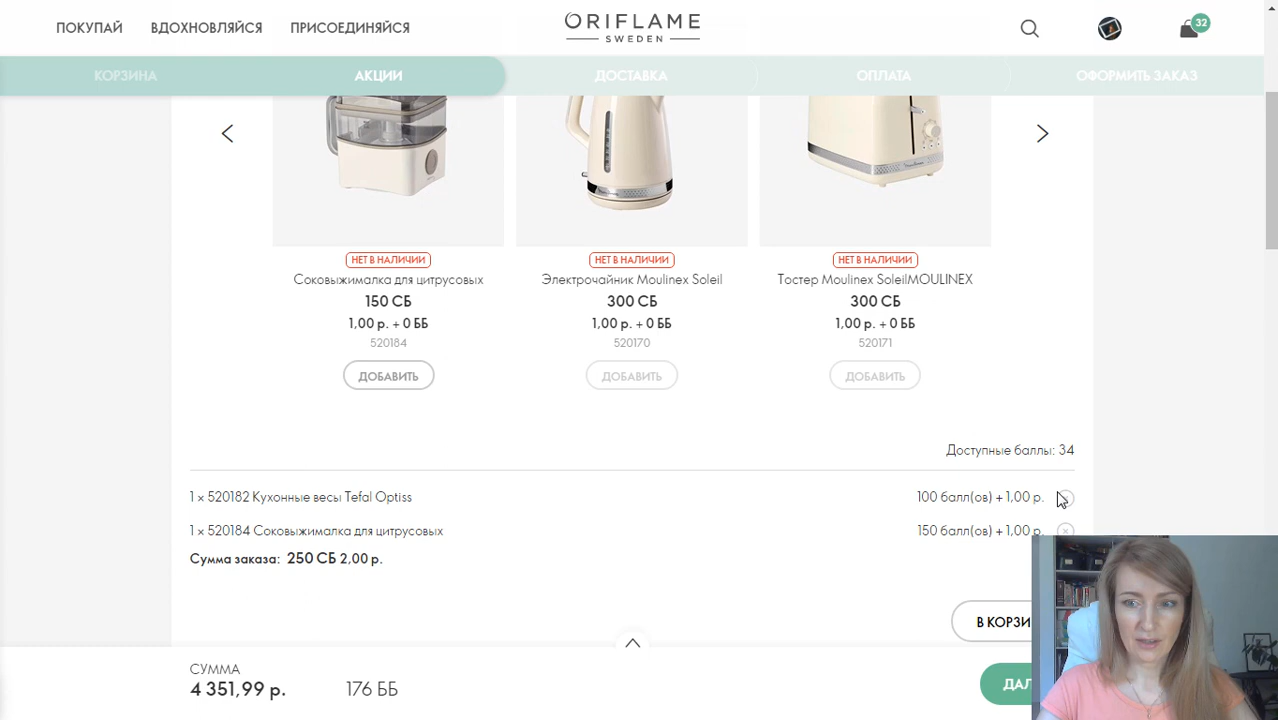 ПОКУПАЙ ВДОХНОВЛЯЙСЯ ПРИСОЕДИНЯЙСЯ
ORIFLAME
SWEDEN
32
КОРЗИНА АКЦИИ ДОСТАВКА ОПЛАТА ОФОРМИТЬ ЗАКАЗ
НЕТ В НАЛИЧИИ НЕТ В НАЛИЧИИ НЕТ В НАЛИЧИИ
Соковыжималка для цитрусовых Электрочайник Moulinex Soleil Тостер Moulinex SoleilMOULINEX
150 СБ 300 СБ 300 СБ
1,00 р. + 0 ББ 1,00 р. + 0 ББ 1,00 р. + 0 ББ
520184 520170 520171
ДОБАВИТЬ ДОБАВИТЬ ДОБАВИТЬ
Доступные баллы: 34
1 × 520182 Кухонные весы Tefal Optiss 100 балл(ов) + 1,00 р.
1 × 520184 Соковыжималка для цитрусовых 150 балл(ов) + 1,00 р.
Сумма заказа: 250 СБ 2,00 р.
В КОРЗИ
СУММА
4 351,99 р. 176 ББ
ДАЛ